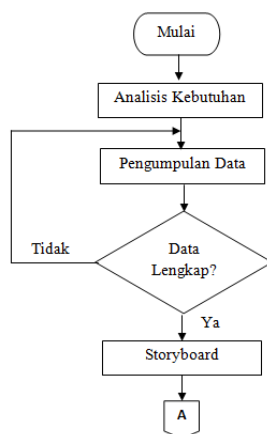 Mulai
Analisis Kebutuhan
Pengumpulan Data
Tidak
Data
Lengkap?
Ya
Storyboard
A